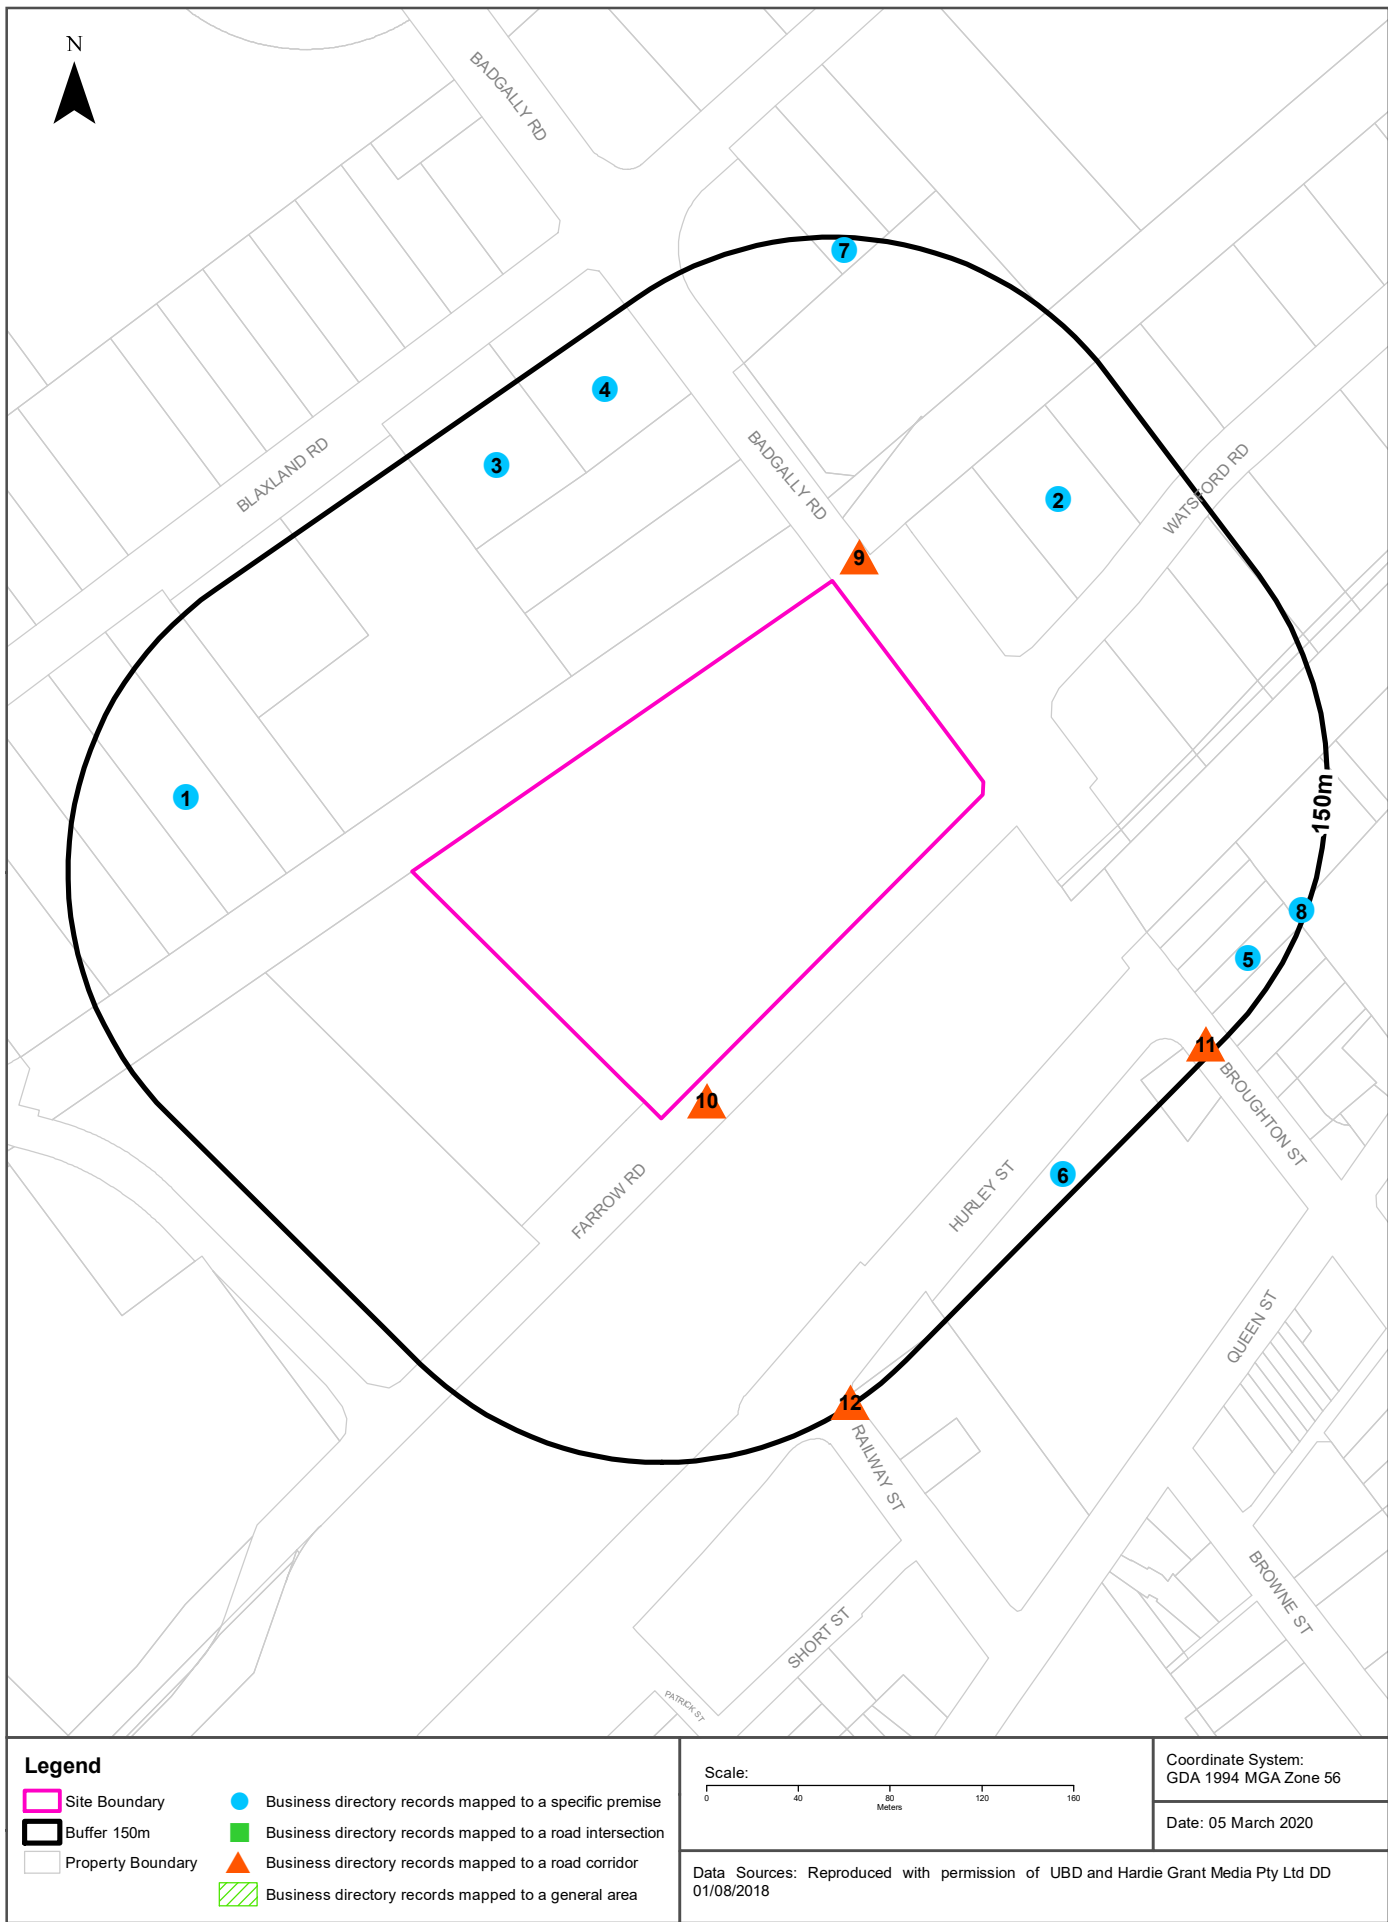 N
BADGALLY RD
7
4
BLAXLAND RD
3
BADGALLY RD
WATSFORD RD
2
9
1
150m
8
5
11
10
BROUGHTON ST
6
HURLEY ST
FARROW RD
QUEEN ST
12
RAILWAY ST
BROWNE ST
SHORT ST
PATRICK ST
Legend
Site Boundary
Buffer 150m
Property Boundary
Business directory records mapped to a specific premise
Business directory records mapped to a road intersection
Business directory records mapped to a road corridor
Business directory records mapped to a general area
Scale:
0 40 80 120 160
Meters
Coordinate System:
GDA 1994 MGA Zone 56
Date: 05 March 2020
Data Sources: Reproduced with permission of UBD and Hardie Grant Media Pty Ltd DD
01/08/2018